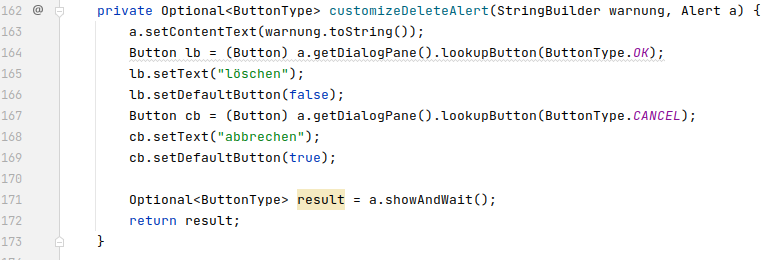 162 @ private Optional<ButtonType> customizeDeleteAlert(StringBuilder warnung, Alert a) {
163 a.setContentText(warnung.toString());
164 Button lb = (Button) a.getDialogPane().lookupButton(ButtonType.OK);
165 lb.setText("löschen");
166 lb.setDefaultButton(false);
167 Button cb = (Button) a.getDialogPane().lookupButton(ButtonType.CANCEL);
168 cb.setText("abbrechen");
169 cb.setDefaultButton(true);
170
171 Optional<ButtonType> result = a.showAndWait();
172 return result;
173 }